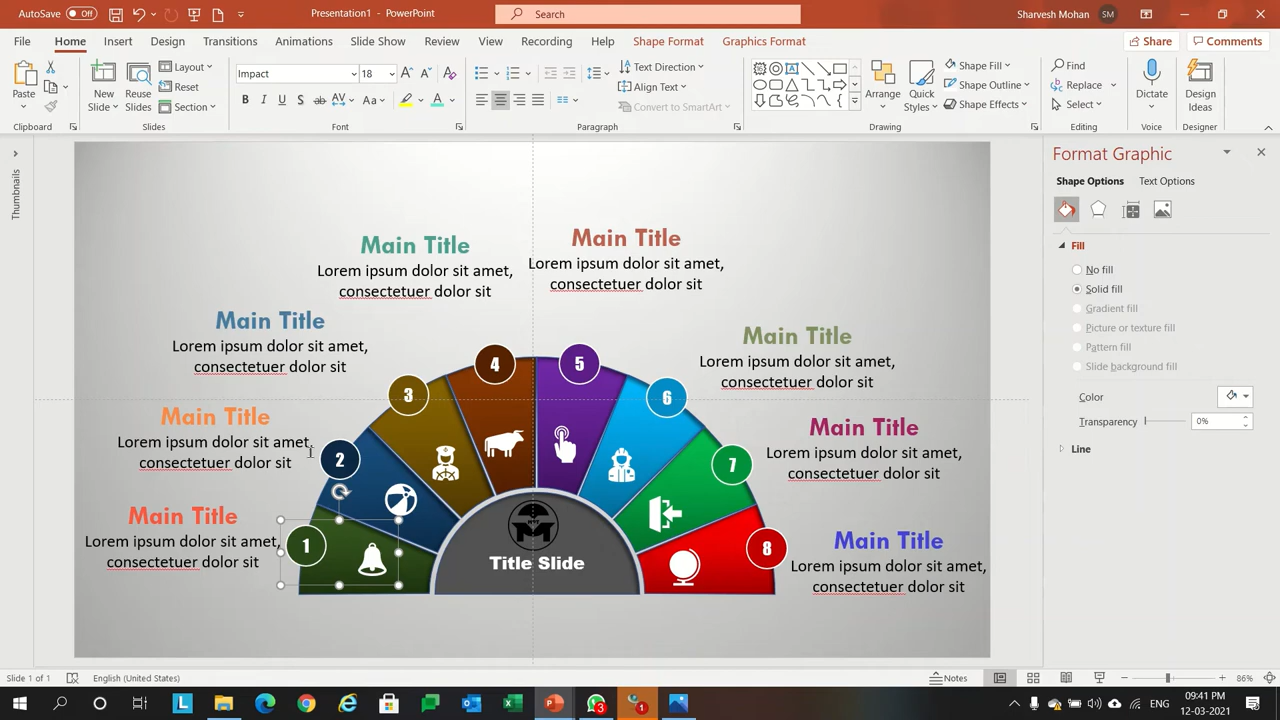 AutoSave Off
Presentation1 - PowerPoint
Search
Sharvesh Mohan SM
File Home Insert Draw Design Transitions Animations Slide Show Review View Recording Help Shape Format Graphics Format
Share Comments
Paste
Clipboard
New Slide
Reuse Slides
Layout
Reset
Section
Slides
Impact 18
Font
Text Direction
Align Text
Convert to SmartArt
Paragraph
Arrange
Quick Styles
Shape Fill
Shape Outline
Shape Effects
Drawing
Find
Replace
Select
Editing
Dictate
Voice
Design Ideas
Designer
Thumbnails
Main Title
Lorem ipsum dolor sit amet,
consectetuer dolor sit
Main Title
Lorem ipsum dolor sit amet,
consectetuer dolor sit
Main Title
Lorem ipsum dolor sit amet,
consectetuer dolor sit
Main Title
Lorem ipsum dolor sit amet,
consectetuer dolor sit
Main Title
Lorem ipsum dolor sit amet,
consectetuer dolor sit
Main Title
Lorem ipsum dolor sit amet,
consectetuer dolor sit
Main Title
Lorem ipsum dolor sit amet,
consectetuer dolor sit
Main Title
Lorem ipsum dolor sit amet,
consectetuer dolor sit
1
2
3
4
5
6
7
8
Title Slide
Format Graphic
Shape Options Text Options
Fill
No fill
Solid fill
Gradient fill
Picture or texture fill
Pattern fill
Slide background fill
Color
Transparency 0%
Line
Slide 1 of 1 English (United States)
Notes
86%
3
1
ENG
09:41 PM
12-03-2021